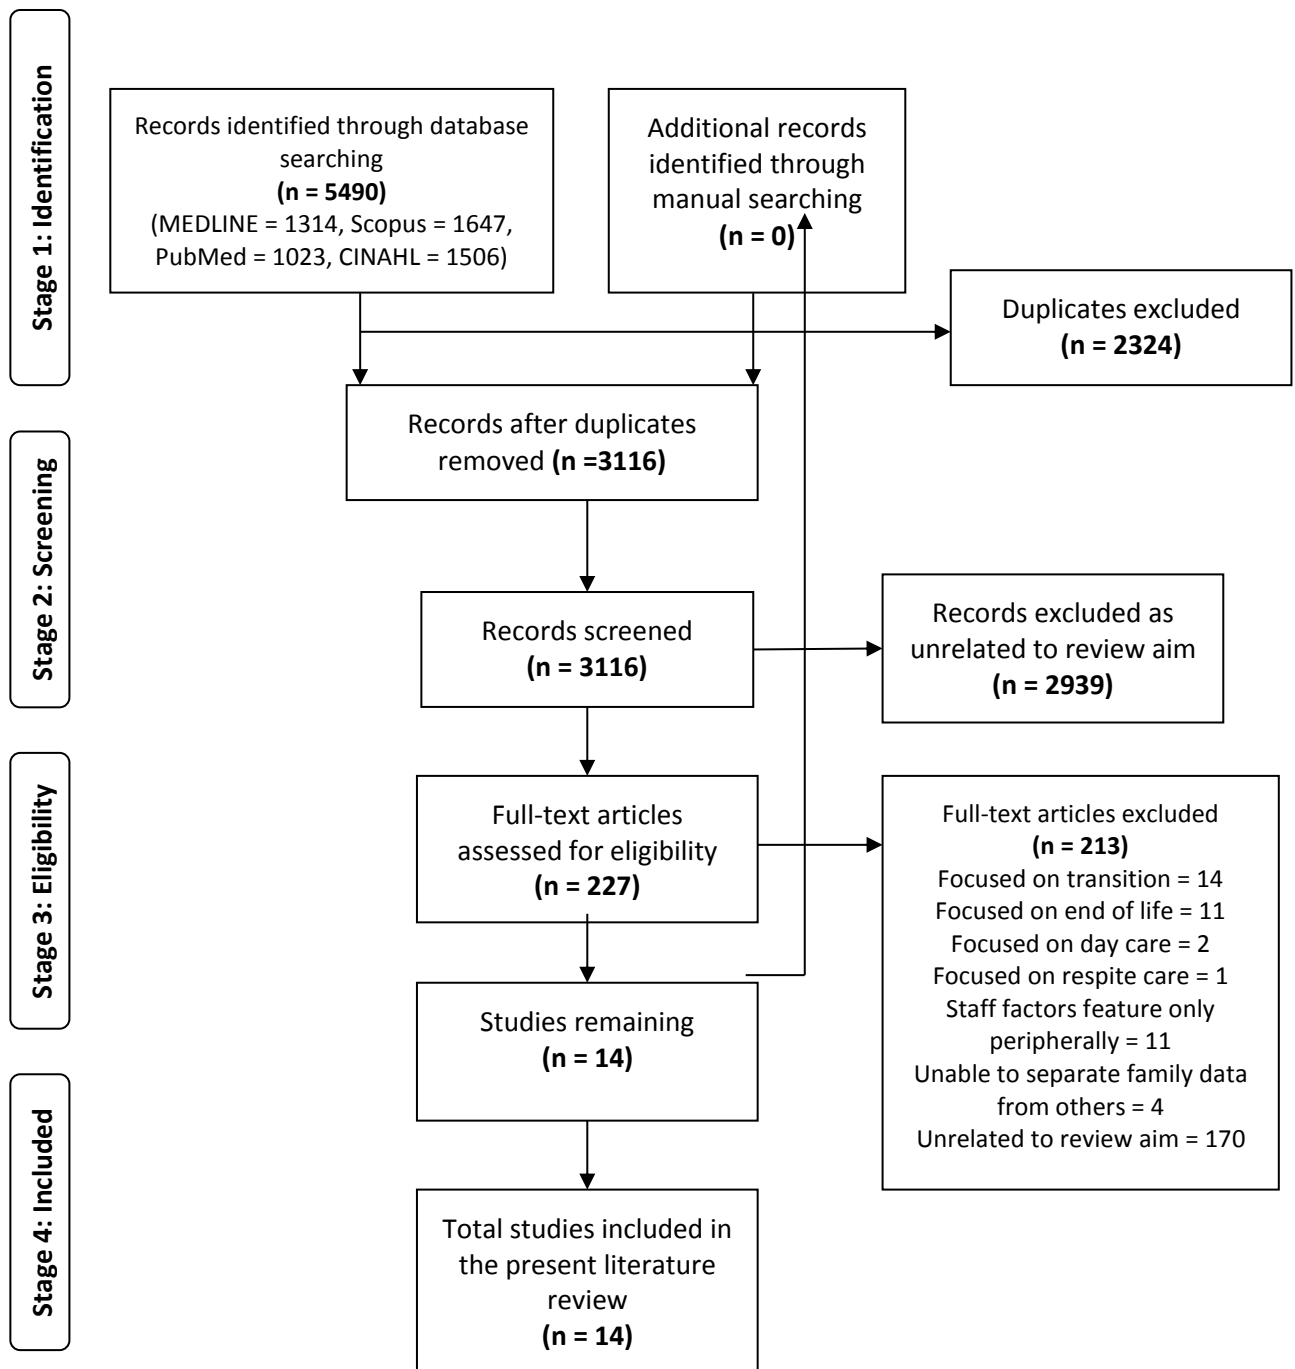 Stage 1: Identification
Records identified through database
searching
(n = 5490)
(MEDLINE = 1314, Scopus = 1647,
PubMed = 1023, CINAHL = 1506)
Additional records
identified through
manual searching
(n = 0)
Duplicates excluded
(n = 2324)
Records after duplicates
removed (n =3116)
Stage 2: Screening
Records screened
(n = 3116)
Records excluded as
unrelated to review aim
(n = 2939)
Stage 3: Eligibility
Full-text articles
assessed for eligibility
(n = 227)
Full-text articles excluded
(n = 213)
Focused on transition = 14
Focused on end of life = 11
Focused on day care = 2
Focused on respite care = 1
Staff factors feature only
peripherally = 11
Unable to separate family data
from others = 4
Unrelated to review aim = 170
Studies remaining
(n = 14)
Stage 4: Included
Total studies included in
the present literature
review
(n = 14)